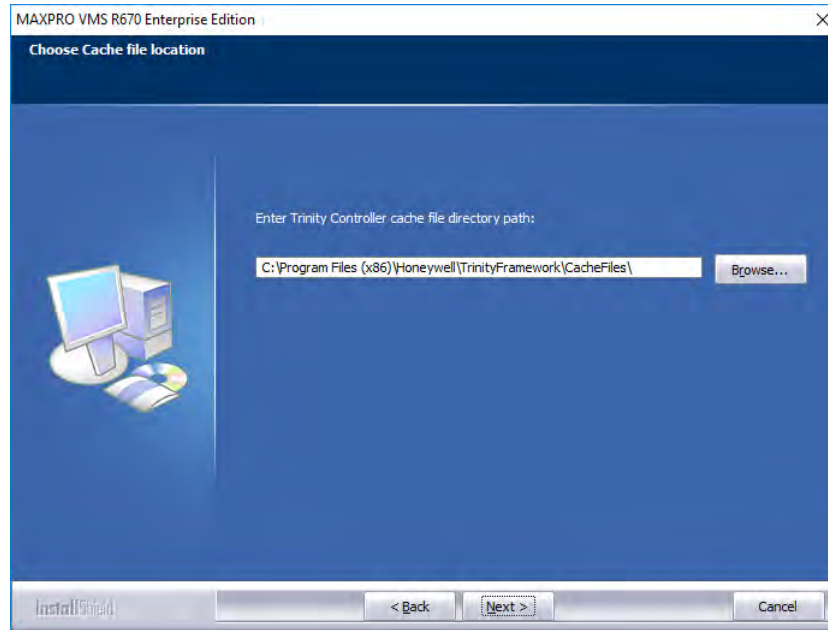 MAXPRO VMS R670 Enterprise Edition
Choose Cache file location
Enter Trinity Controller cache file directory path:
C:\Program Files (x86)\Honeywell\TrinityFramework\CacheFiles\
Browse...
InstallShield
< Back
Next >
Cancel